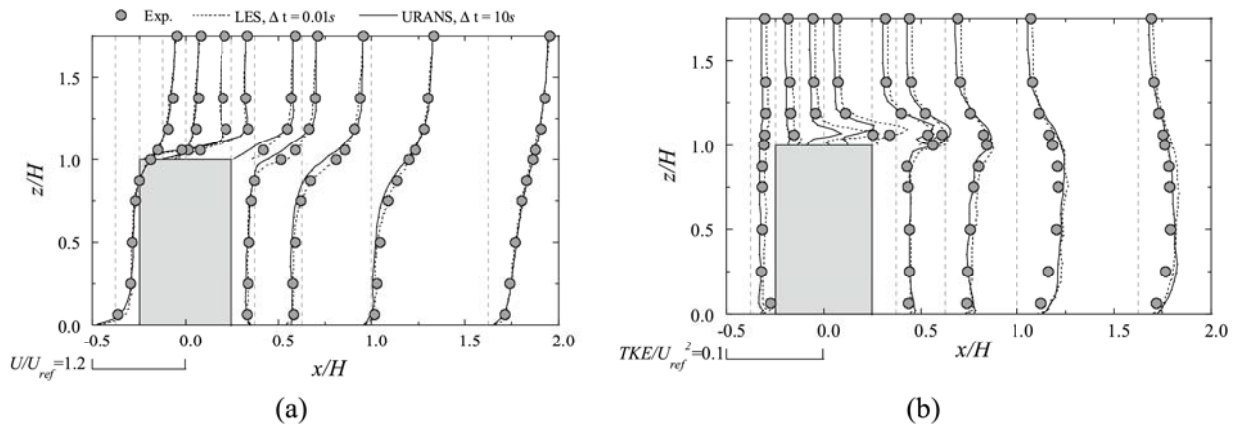 Exp. LES, Δ t = 0.01s URANS, Δ t = 10s
1.5
1.0
0.5
0.0
z/H
-0.5 0.0 0.5 1.0 1.5 2.0
x/H
U/U_ref=1.2
(a)
1.5
1.0
0.5
0.0
z/H
-0.5 0.0 0.5 1.0 1.5 2.0
x/H
TKE/U_ref^2=0.1
(b)